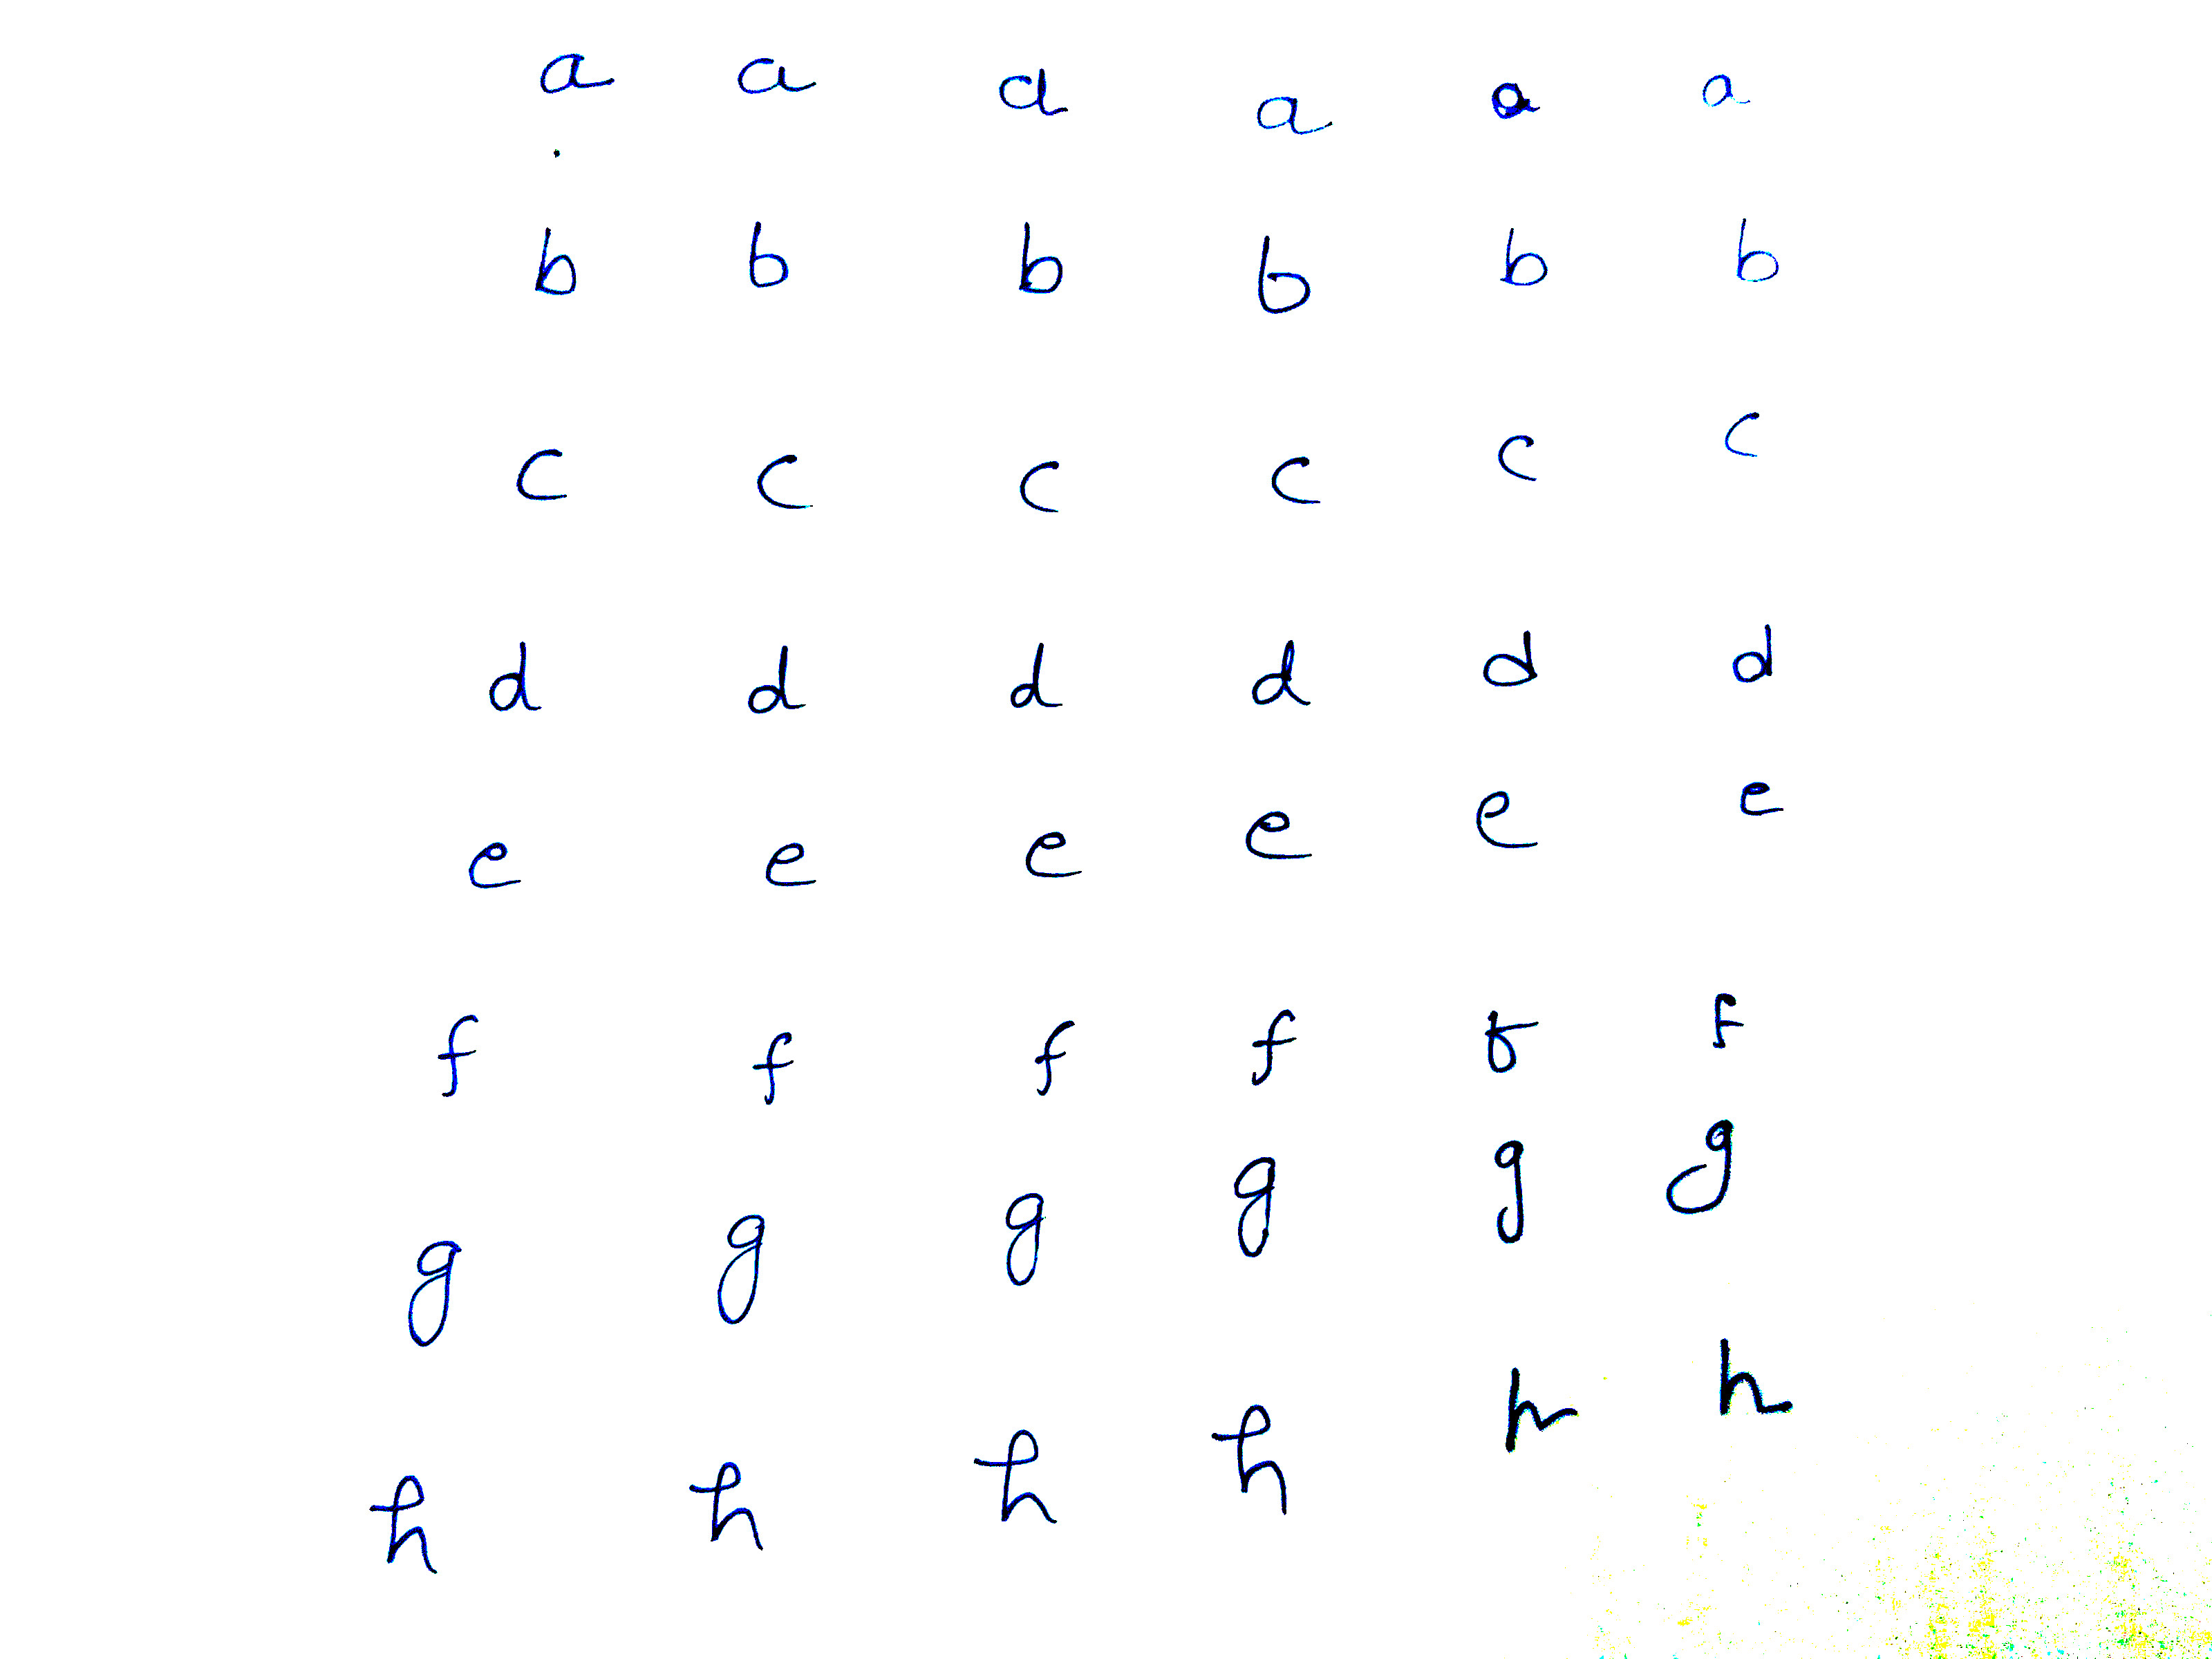 a a a a a a
b b b b b b
c c c c c c
d d d d d d
e e e e e e
f f f f f f
g g g g g g
h h h h h h